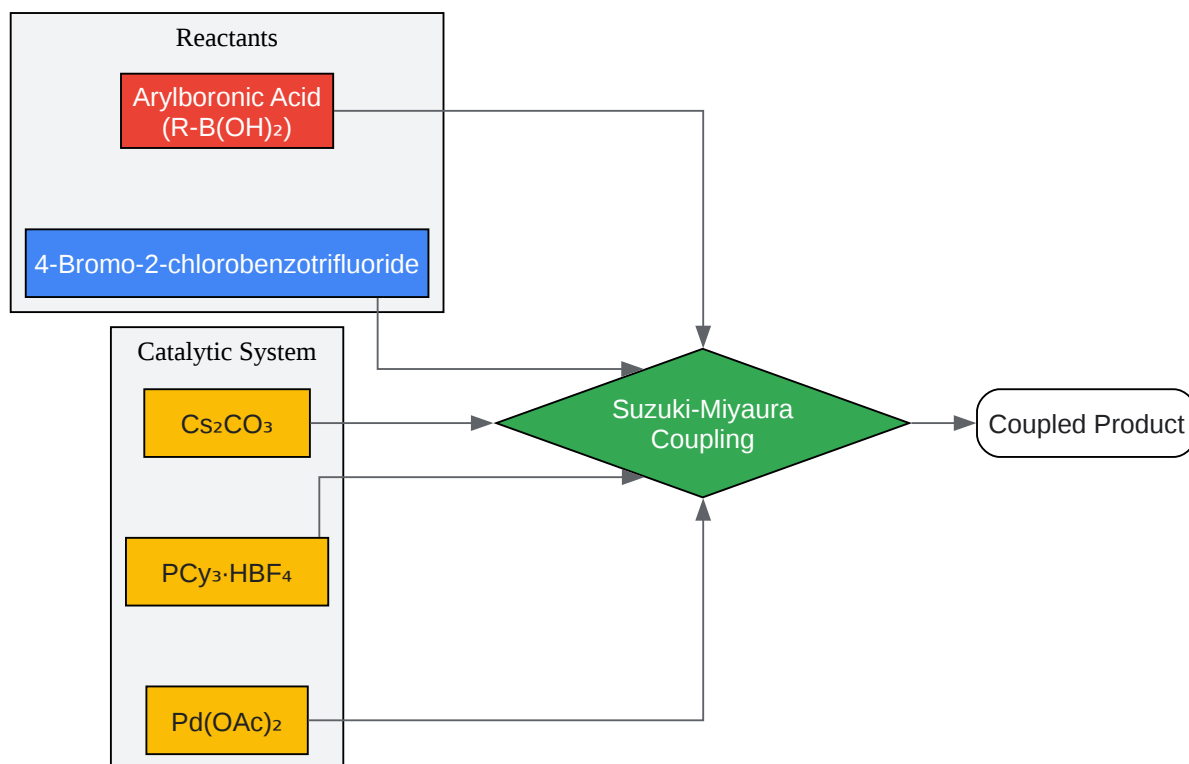 Reactants
Arylboronic Acid
(R-B(OH)₂)
4-Bromo-2-chlorobenzotrifluoride
Catalytic System
Cs₂CO₃
PCy₃·HBF₄
Pd(OAc)₂
Suzuki-Miyaura
Coupling
Coupled Product